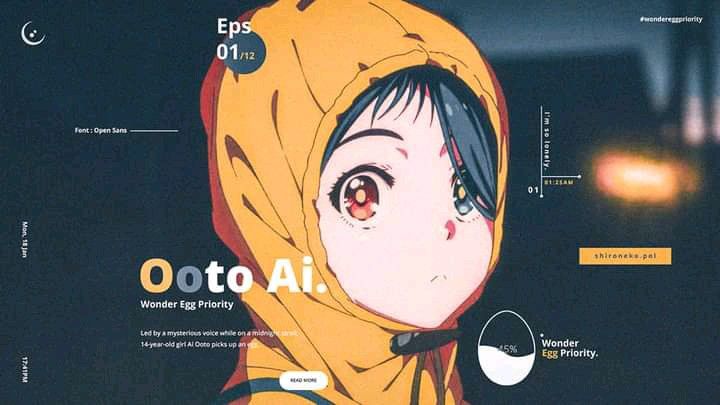 Eps
01/12
#wondereggpriority
Font : Open Sans
I'm so lonely.
01
01:25AM
shironeko.pol
Mon, 18 jan
Ooto Ai.
Wonder Egg Priority
Led by a mysterious voice while on a midnight stroll,
14-year-old girl Ai Ooto picks up an egg.
45%
Wonder
Egg Priority.
17:41PM
READ MORE